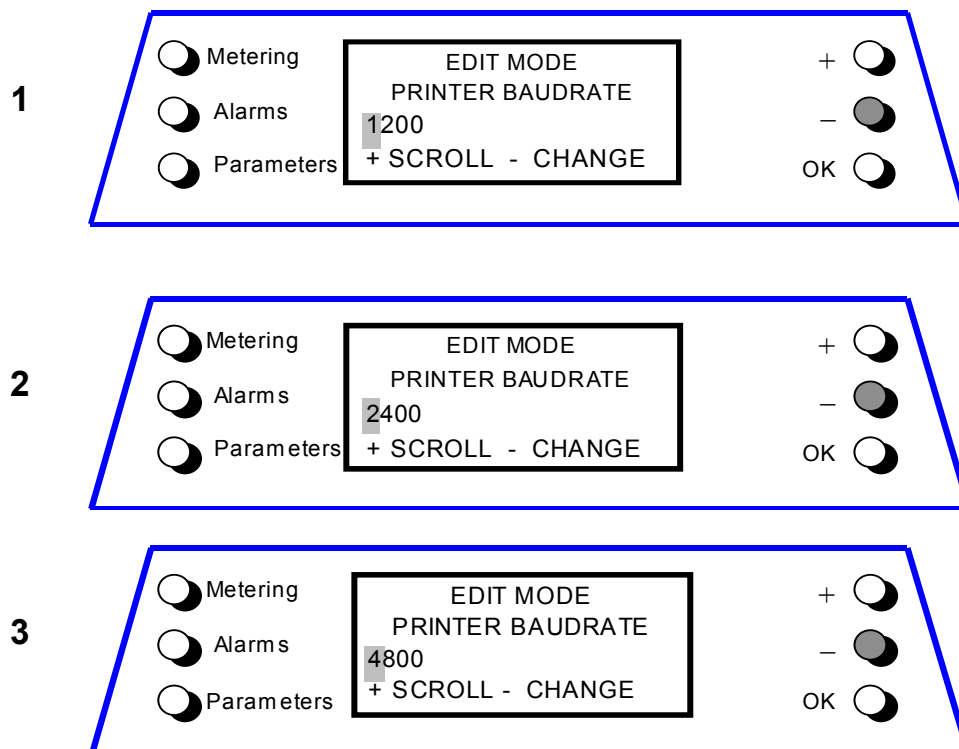 1
Metering
Alarms
Parameters
EDIT MODE
PRINTER BAUDRATE
1200
+ SCROLL - CHANGE
+
–
OK
2
Metering
Alarms
Parameters
EDIT MODE
PRINTER BAUDRATE
2400
+ SCROLL - CHANGE
+
–
OK
3
Metering
Alarms
Parameters
EDIT MODE
PRINTER BAUDRATE
4800
+ SCROLL - CHANGE
+
–
OK